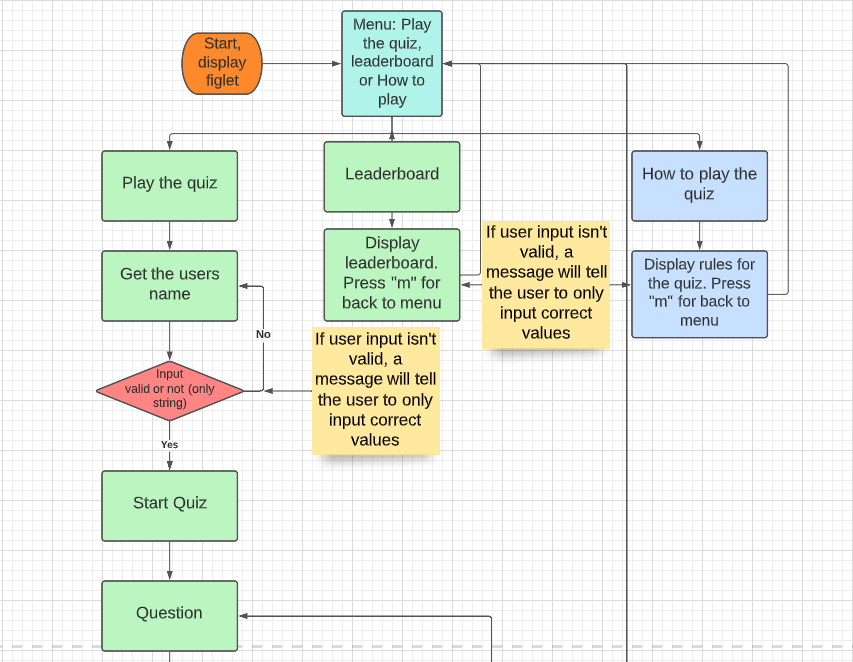 Start,
display
figlet
Menu: Play
the quiz,
leaderboard
or How to
play
Play the quiz
Leaderboard
How to play the
quiz
Get the users
name
Display
leaderboard.
Press "m" for
back to menu
If user input isn't
valid, a
message will tell
the user to only
input correct
values
Display rules for
the quiz. Press
"m" for back to
menu
No
If user input isn't
valid, a
message will tell
the user to only
input correct
values
Input
valid or not (only
string)
Yes
Start Quiz
Question